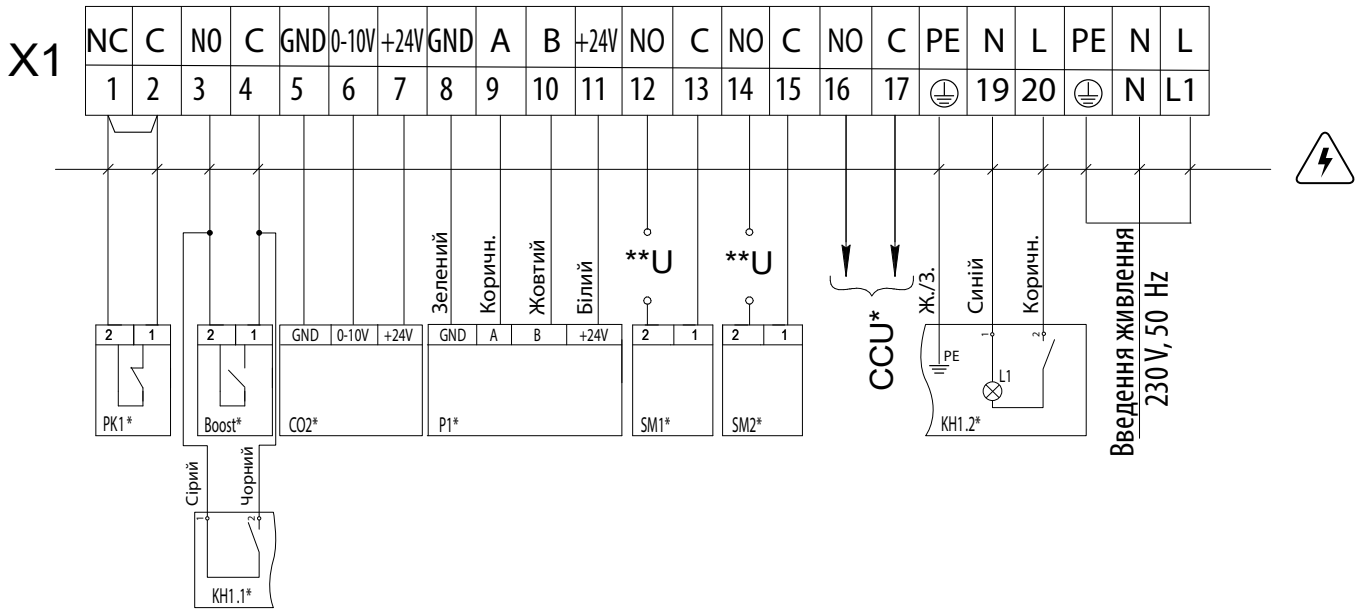 X1
NC C NO C GND 0-10V +24V GND A B +24V NO C NO C NO C PE N L PE N L
1 2 3 4 5 6 7 8 9 10 11 12 13 14 15 16 17 19 20 N L1
Зелений
Коричн.
Жовтий
Білий
**U
**U
CCU*
Ж./З.
Синій
Коричн.
Введення живлення
230 V, 50 Hz
2 1
PK1*
2 1
Boost*
GND 0-10V +24V
CO2*
GND A B +24V
P1*
2 1
SM1*
2 1
SM2*
1 2
PE
L1
KH1.2*
Сірий
Чорний
1 2
KH1.1*